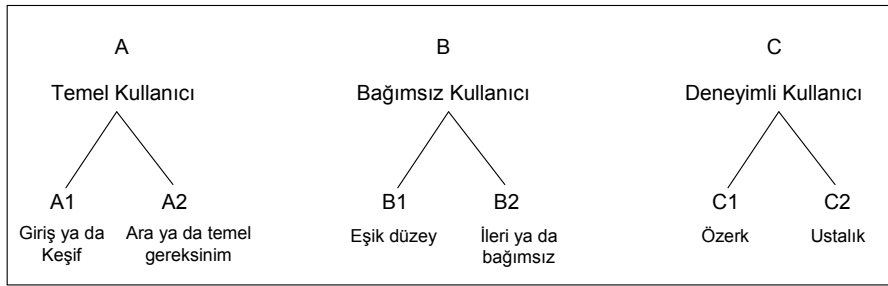 A B C
Temel Kullanıcı Bağımsız Kullanıcı Deneyimli Kullanıcı
A1 A2 B1 B2 C1 C2
Giriş ya da Ara ya da temel Eşik düzey İleri ya da Özerk Ustalık
Keşif gereksinim bağımsız